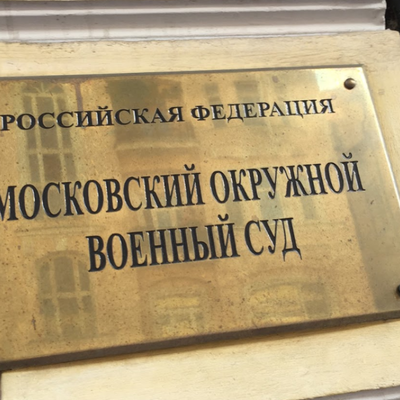 РОССИЙСКАЯ ФЕДЕРАЦИЯ
МОСКОВСКИЙ ОКРУЖНОЙ
ВОЕННЫЙ СУД